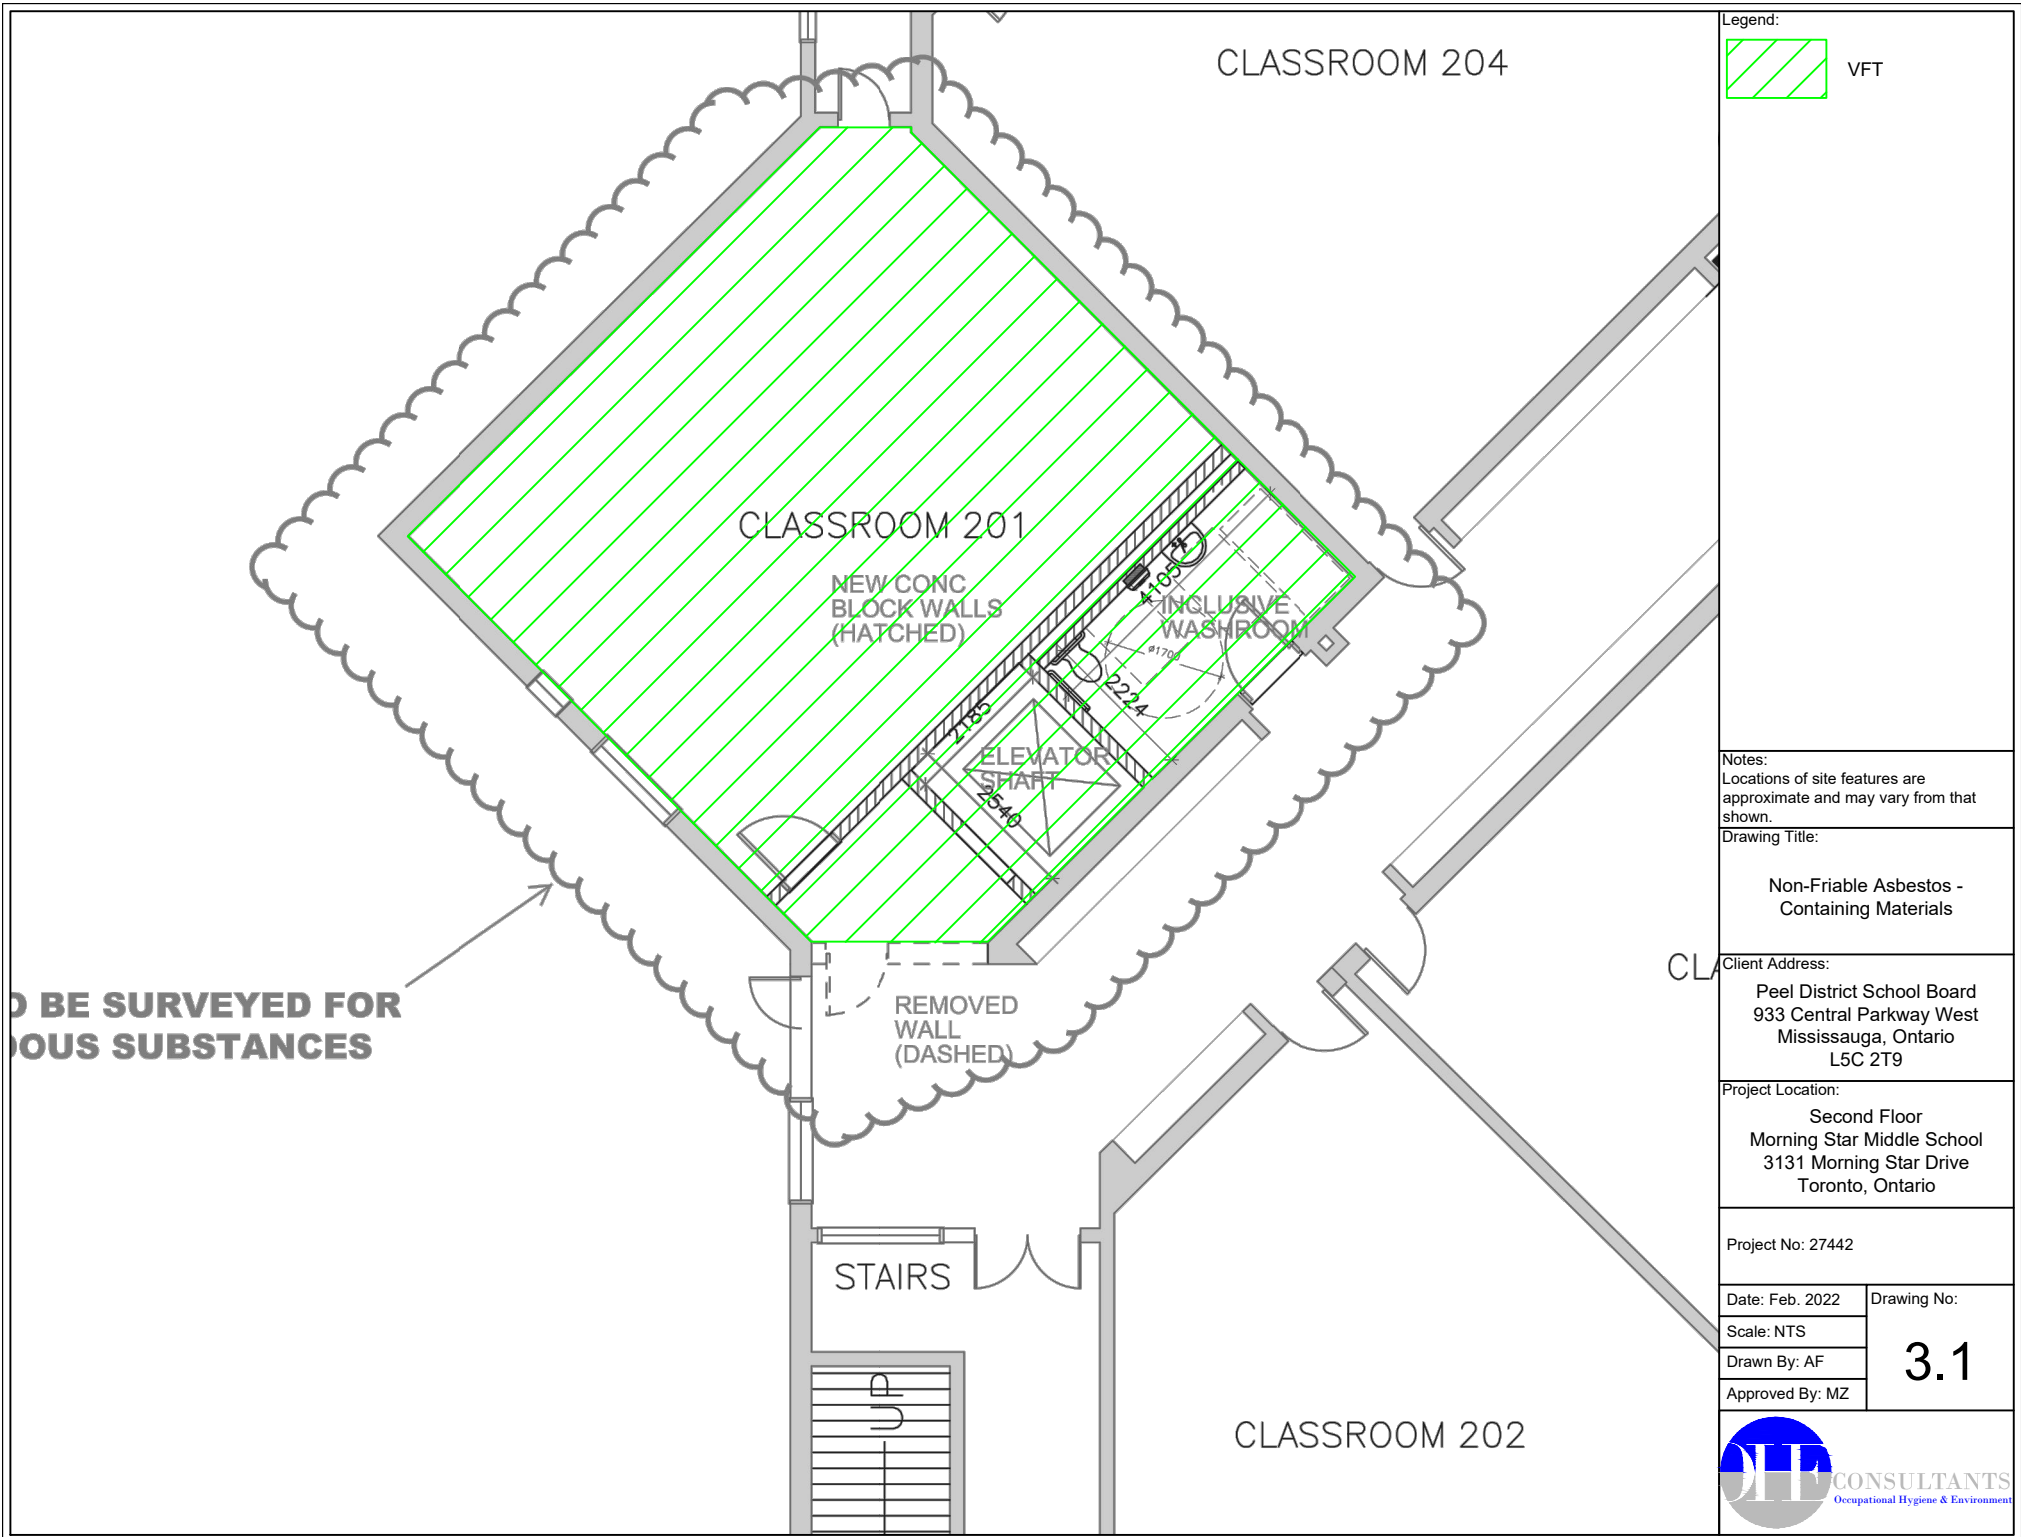 CLASSROOM 204
CLASSROOM 201
NEW CONC
BLOCK WALLS
(HATCHED)
4105
INCLUSIVE
WASHROOM
ø1700
2224
2185
ELEVATOR
SHAFT
2540
D BE SURVEYED FOR
OUS SUBSTANCES
REMOVED
WALL
(DASHED)
CLA
STAIRS
UP
CLASSROOM 202
Legend:
VFT
Notes:
Locations of site features are
approximate and may vary from that
shown.
Drawing Title:
Non-Friable Asbestos -
Containing Materials
Client Address:
Peel District School Board
933 Central Parkway West
Mississauga, Ontario
L5C 2T9
Project Location:
Second Floor
Morning Star Middle School
3131 Morning Star Drive
Toronto, Ontario
Project No: 27442
Date: Feb. 2022
Scale: NTS
Drawn By: AF
Approved By: MZ
Drawing No:
3.1
OHE CONSULTANTS
Occupational Hygiene & Environment